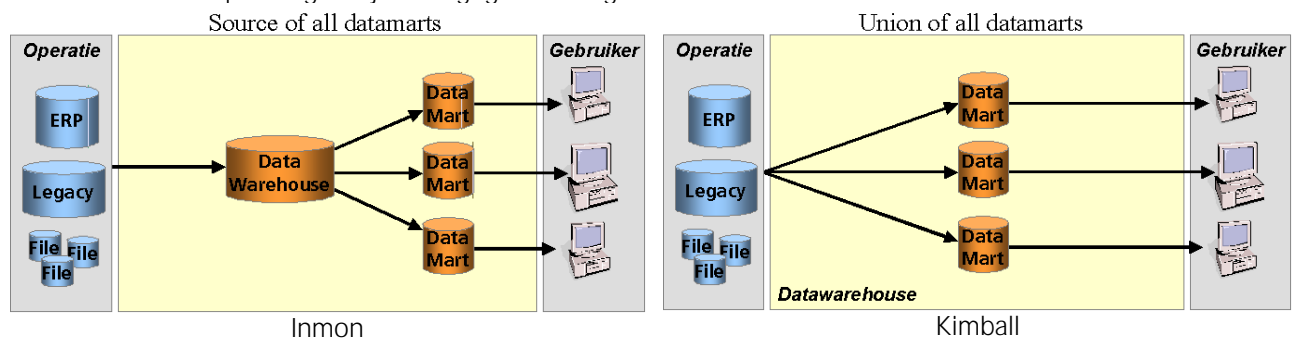 Source of all datamarts
Operatie
Gebruiker
ERP
Legacy
File
File
File
Data
Warehouse
Data
Mart
Data
Mart
Data
Mart
Inmon
Union of all datamarts
Operatie
Gebruiker
ERP
Legacy
File
File
File
Data
Mart
Data
Mart
Data
Mart
Datawarehouse
Kimball